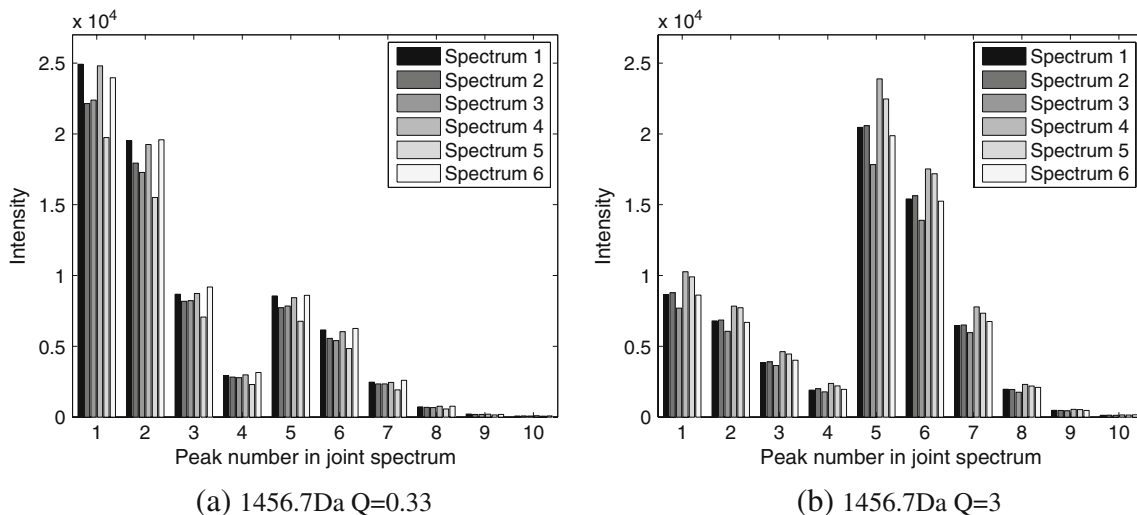 x 10⁴
2.5
2
1.5
1
0.5
0
Intensity
Spectrum 1
Spectrum 2
Spectrum 3
Spectrum 4
Spectrum 5
Spectrum 6
1 2 3 4 5 6 7 8 9 10
Peak number in joint spectrum
(a) 1456.7Da Q=0.33
x 10⁴
2.5
2
1.5
1
0.5
0
Intensity
Spectrum 1
Spectrum 2
Spectrum 3
Spectrum 4
Spectrum 5
Spectrum 6
1 2 3 4 5 6 7 8 9 10
Peak number in joint spectrum
(b) 1456.7Da Q=3